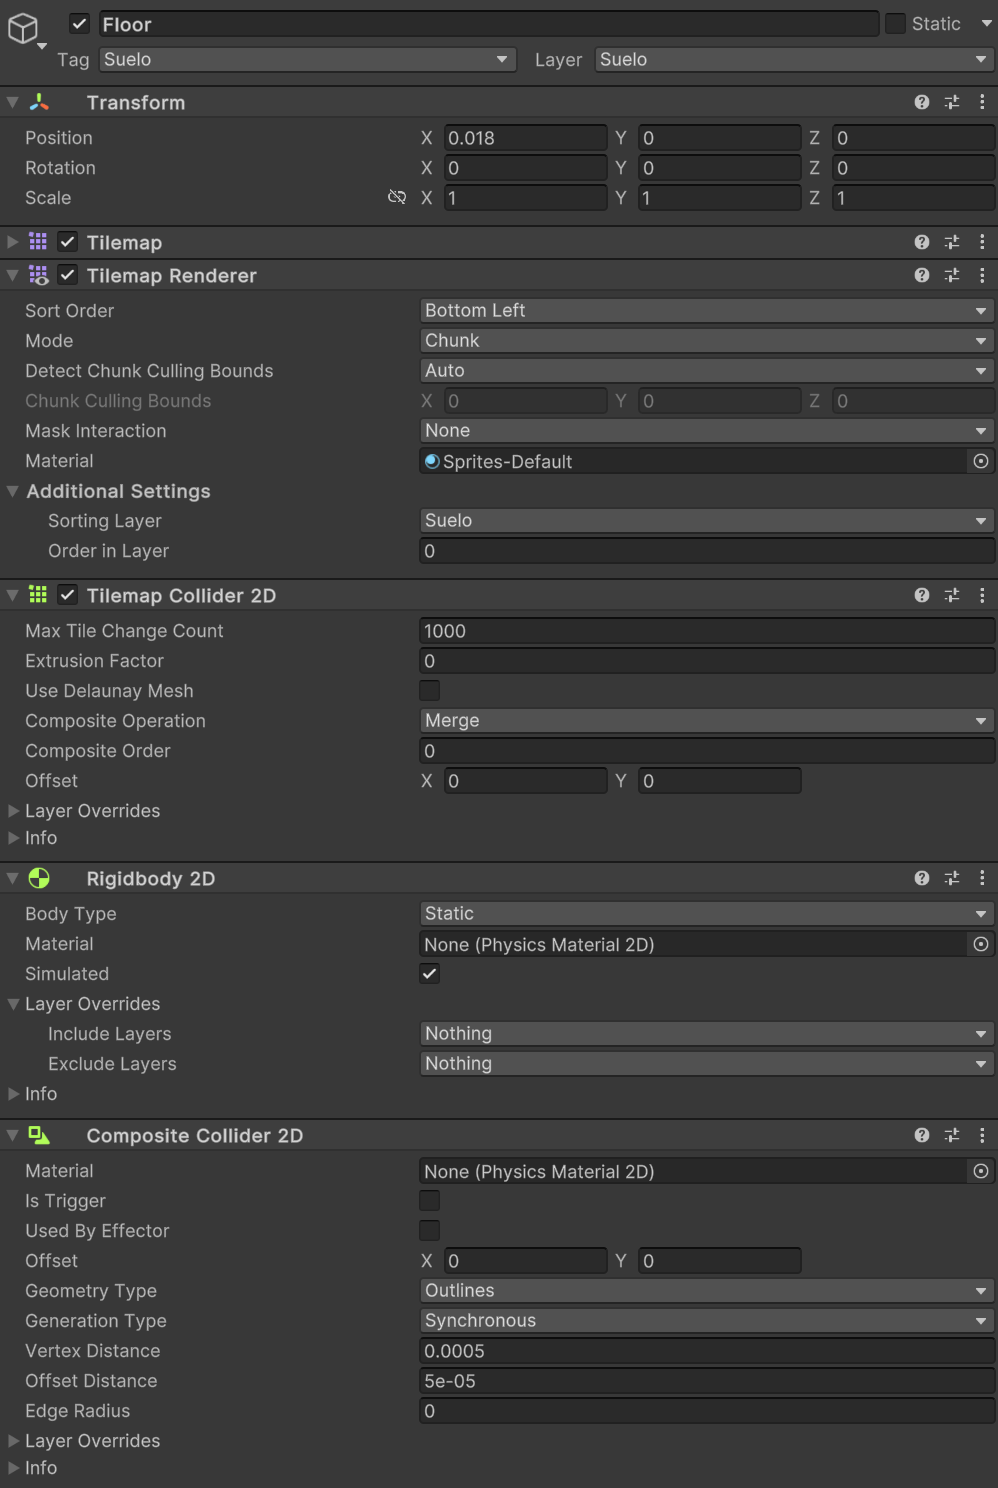 Floor Static
Tag Suelo Layer Suelo
Transform
Position X 0.018 Y 0 Z 0
Rotation X 0 Y 0 Z 0
Scale X 1 Y 1 Z 1
Tilemap
Tilemap Renderer
Sort Order Bottom Left
Mode Chunk
Detect Chunk Culling Bounds Auto
Chunk Culling Bounds X 0 Y 0 Z 0
Mask Interaction None
Material Sprites-Default
Additional Settings
Sorting Layer Suelo
Order in Layer 0
Tilemap Collider 2D
Max Tile Change Count 1000
Extrusion Factor 0
Use Delaunay Mesh
Composite Operation Merge
Composite Order 0
Offset X 0 Y 0
Layer Overrides
Info
Rigidbody 2D
Body Type Static
Material None (Physics Material 2D)
Simulated
Layer Overrides
Include Layers Nothing
Exclude Layers Nothing
Info
Composite Collider 2D
Material None (Physics Material 2D)
Is Trigger
Used By Effector
Offset X 0 Y 0
Geometry Type Outlines
Generation Type Synchronous
Vertex Distance 0.0005
Offset Distance 5e-05
Edge Radius 0
Layer Overrides
Info